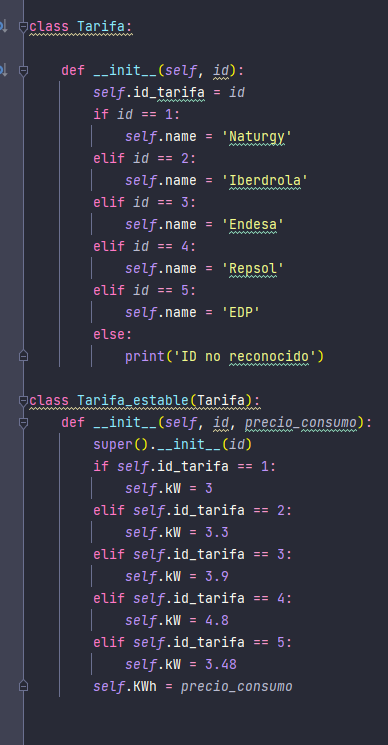 class Tarifa:
    def __init__(self, id):
        self.id_tarifa = id
        if id == 1:
            self.name = 'Naturgy'
        elif id == 2:
            self.name = 'Iberdrola'
        elif id == 3:
            self.name = 'Endesa'
        elif id == 4:
            self.name = 'Repsol'
        elif id == 5:
            self.name = 'EDP'
        else:
            print('ID no reconocido')
class Tarifa_estable(Tarifa):
    def __init__(self, id, precio_consumo):
        super().__init__(id)
        if self.id_tarifa == 1:
            self.kW = 3
        elif self.id_tarifa == 2:
            self.kW = 3.3
        elif self.id_tarifa == 3:
            self.kW = 3.9
        elif self.id_tarifa == 4:
            self.kW = 4.8
        elif self.id_tarifa == 5:
            self.kW = 3.48
        self.KWh = precio_consumo